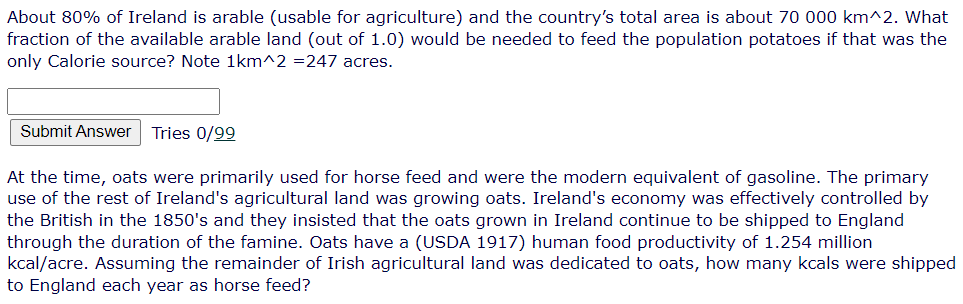 About 80% of Ireland is arable (usable for agriculture) and the country's total area is about 70 000 km^2. What
fraction of the available arable land (out of 1.0) would be needed to feed the population potatoes if that was the
only Calorie source? Note 1km^2 =247 acres.
Submit Answer Tries 0/99
At the time, oats were primarily used for horse feed and were the modern equivalent of gasoline. The primary
use of the rest of Ireland's agricultural land was growing oats. Ireland's economy was effectively controlled by
the British in the 1850's and they insisted that the oats grown in Ireland continue to be shipped to England
through the duration of the famine. Oats have a (USDA 1917) human food productivity of 1.254 million
kcal/acre. Assuming the remainder of Irish agricultural land was dedicated to oats, how many kcals were shipped
to England each year as horse feed?